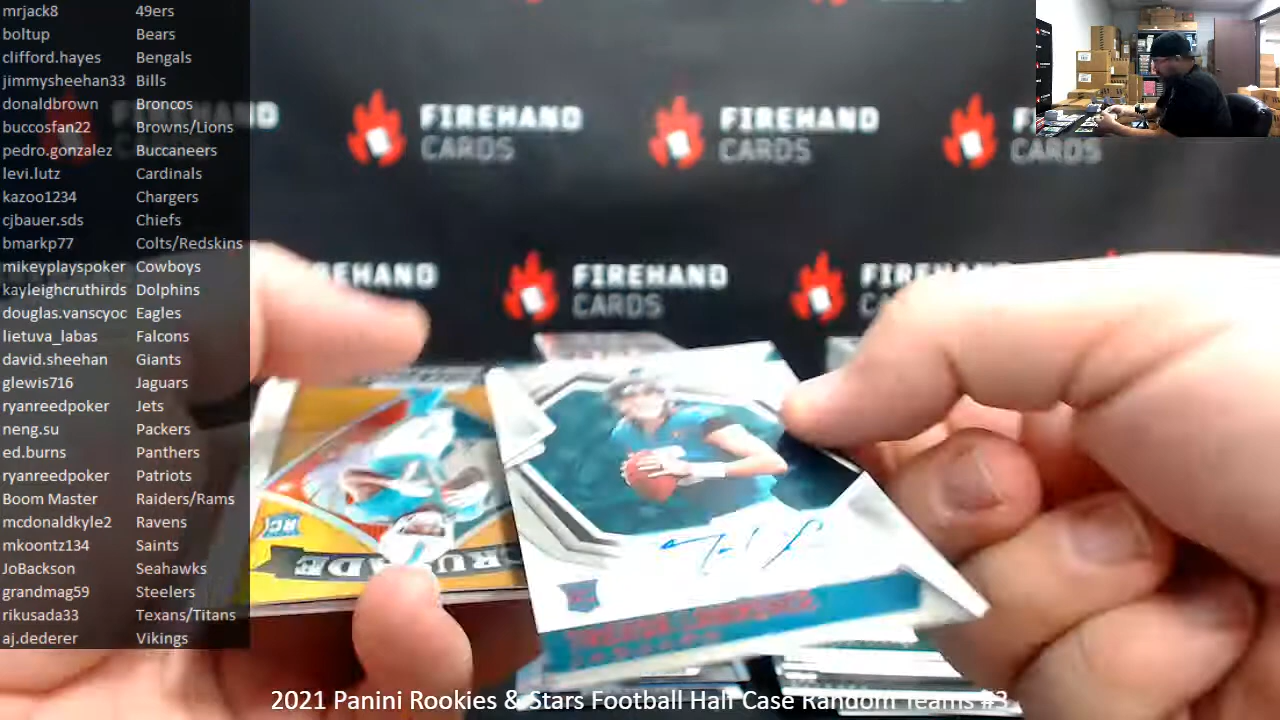 mrjack8 49ers
boltup Bears
clifford.hayes Bengals
jimmysheehan33 Bills
donaldbrown Broncos
buccosfan22 Browns/Lions
pedro.gonzalez Buccaneers
levi.lutz Cardinals
kazoo1234 Chargers
cjbauer.sds Chiefs
bmarkp77 Colts/Redskins
mikeyplayspoker Cowboys
kayleighcruthirds Dolphins
douglas.vanscyoc Eagles
lietuva_labas Falcons
david.sheehan Giants
glewis716 Jaguars
ryanreedpoker Jets
neng.su Packers
ed.burns Panthers
ryanreedpoker Patriots
Boom Master Raiders/Rams
mcdonaldkyle2 Ravens
mkoontz134 Saints
JoBackson Seahawks
grandmag59 Steelers
rikusada33 Texans/Titans
aj.dederer Vikings
FIREHAND
CARDS
FIREHAND
CARDS
CARDS
FIREHAND
CARDS
RC
TREVOR LAWRENCE
JAGUARS
2021 Panini Rookies & Stars Football Half Case Random Teams #3